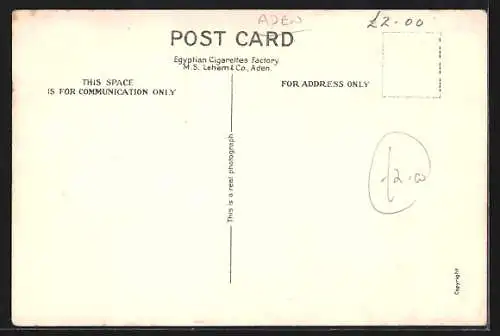 ADEN
£2-00
POST CARD
Egyptian Cigarettes Factory
M.S. Lehem & Co., Aden.
THIS SPACE
IS FOR COMMUNICATION ONLY
FOR ADDRESS ONLY
This is a real photograph
£2-00
Copyright